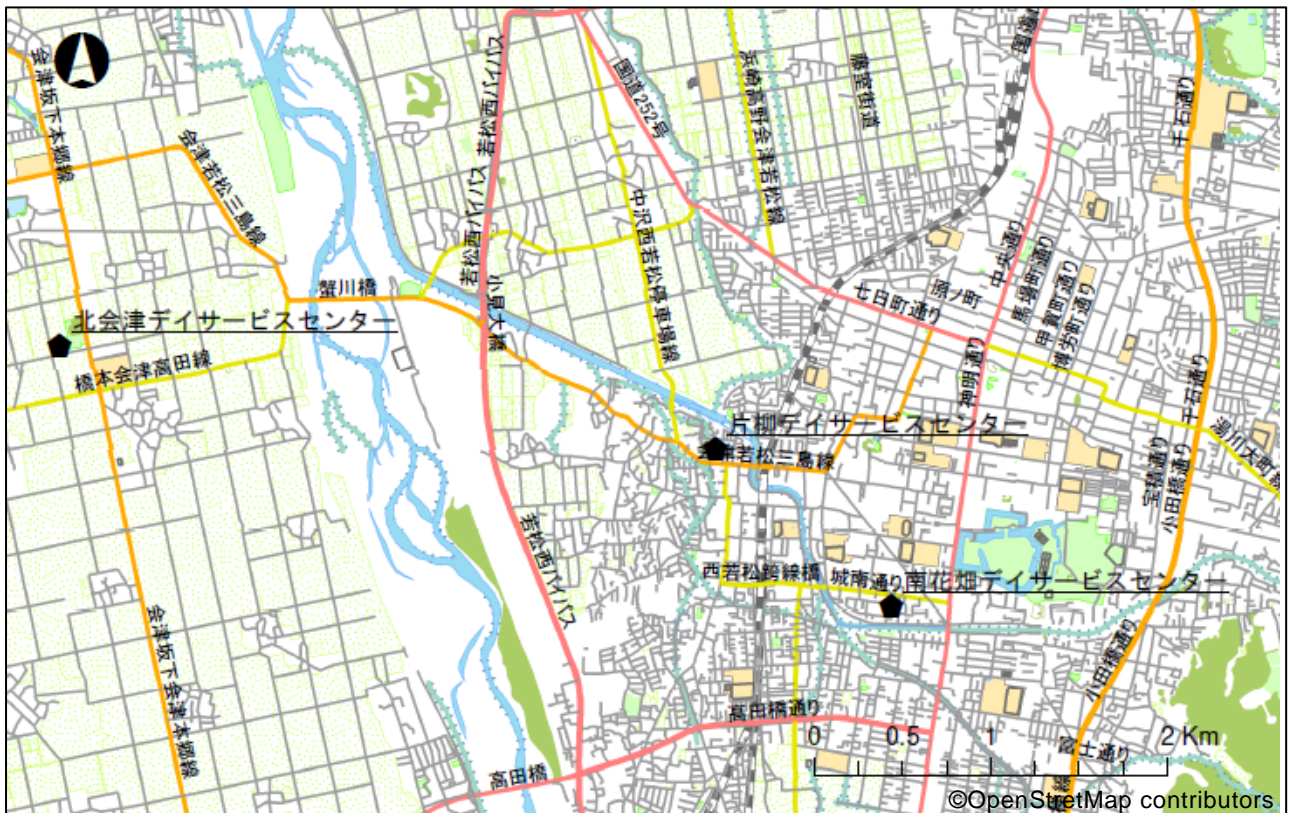 会津坂下本郷線
会津若松三島線
蟹川橋
北会津デイサービスセンター
橋本会津高田線
会津坂下会津本郷線
若松西バイパス
若松西バイパス
小見大橋
若松西バイパス
国道252号
中沢西若松停車場線
浜崎高野会津若松線
藤室街道
七日町通り
中央通り
馬場町通り
甲賀町通り
博労町通り
神明通り
千石通り
千石通り
湯川大町線
片柳デイサービスセンター
会津若松三島線
宝積通り
小田橋通り
西若松跨線橋
城南通り
南花畑デイサービスセンター
小田橋通り
高田橋通り
高田橋
0 0.5 1 2 Km
©OpenStretMap contributors